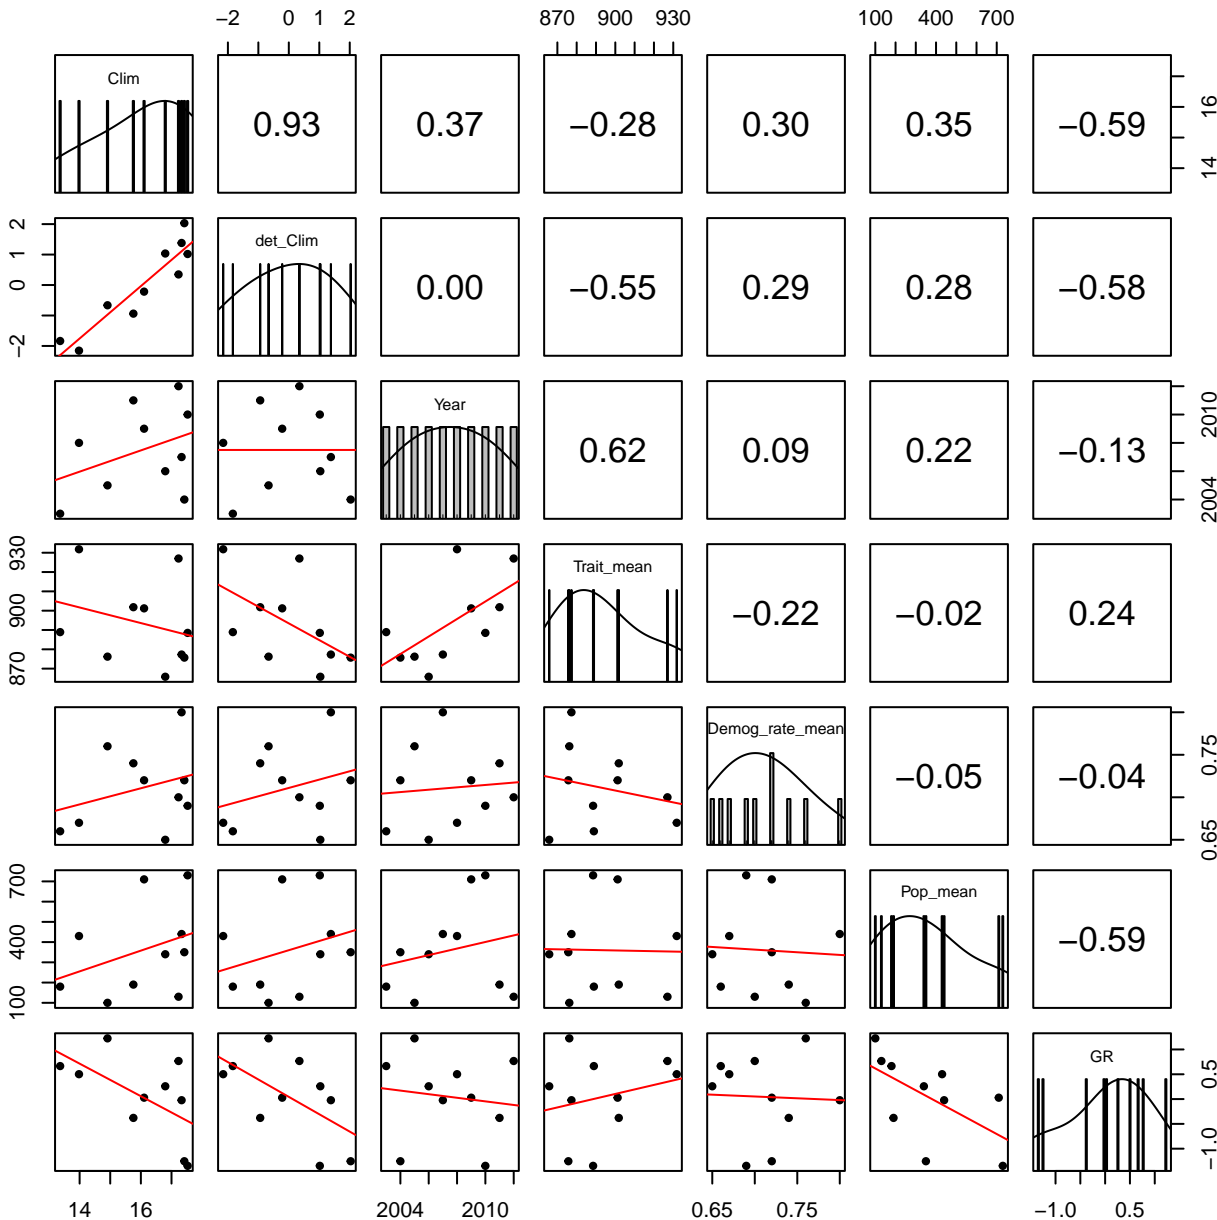 −2 0 1 2 870 900 930 100 400 700
Clim 0.93 0.37 −0.28 0.30 0.35 −0.59 14 16
−2 0 1 2 det_Clim 0.00 −0.55 0.29 0.28 −0.58
Year 0.62 0.09 0.22 −0.13 2004 2010
870 900 930 Trait_mean −0.22 −0.02 0.24
Demog_rate_mean −0.05 −0.04 0.65 0.75
100 400 700 Pop_mean −0.59
GR −1.0 0.5
14 16 2004 2010 0.65 0.75 −1.0 0.5